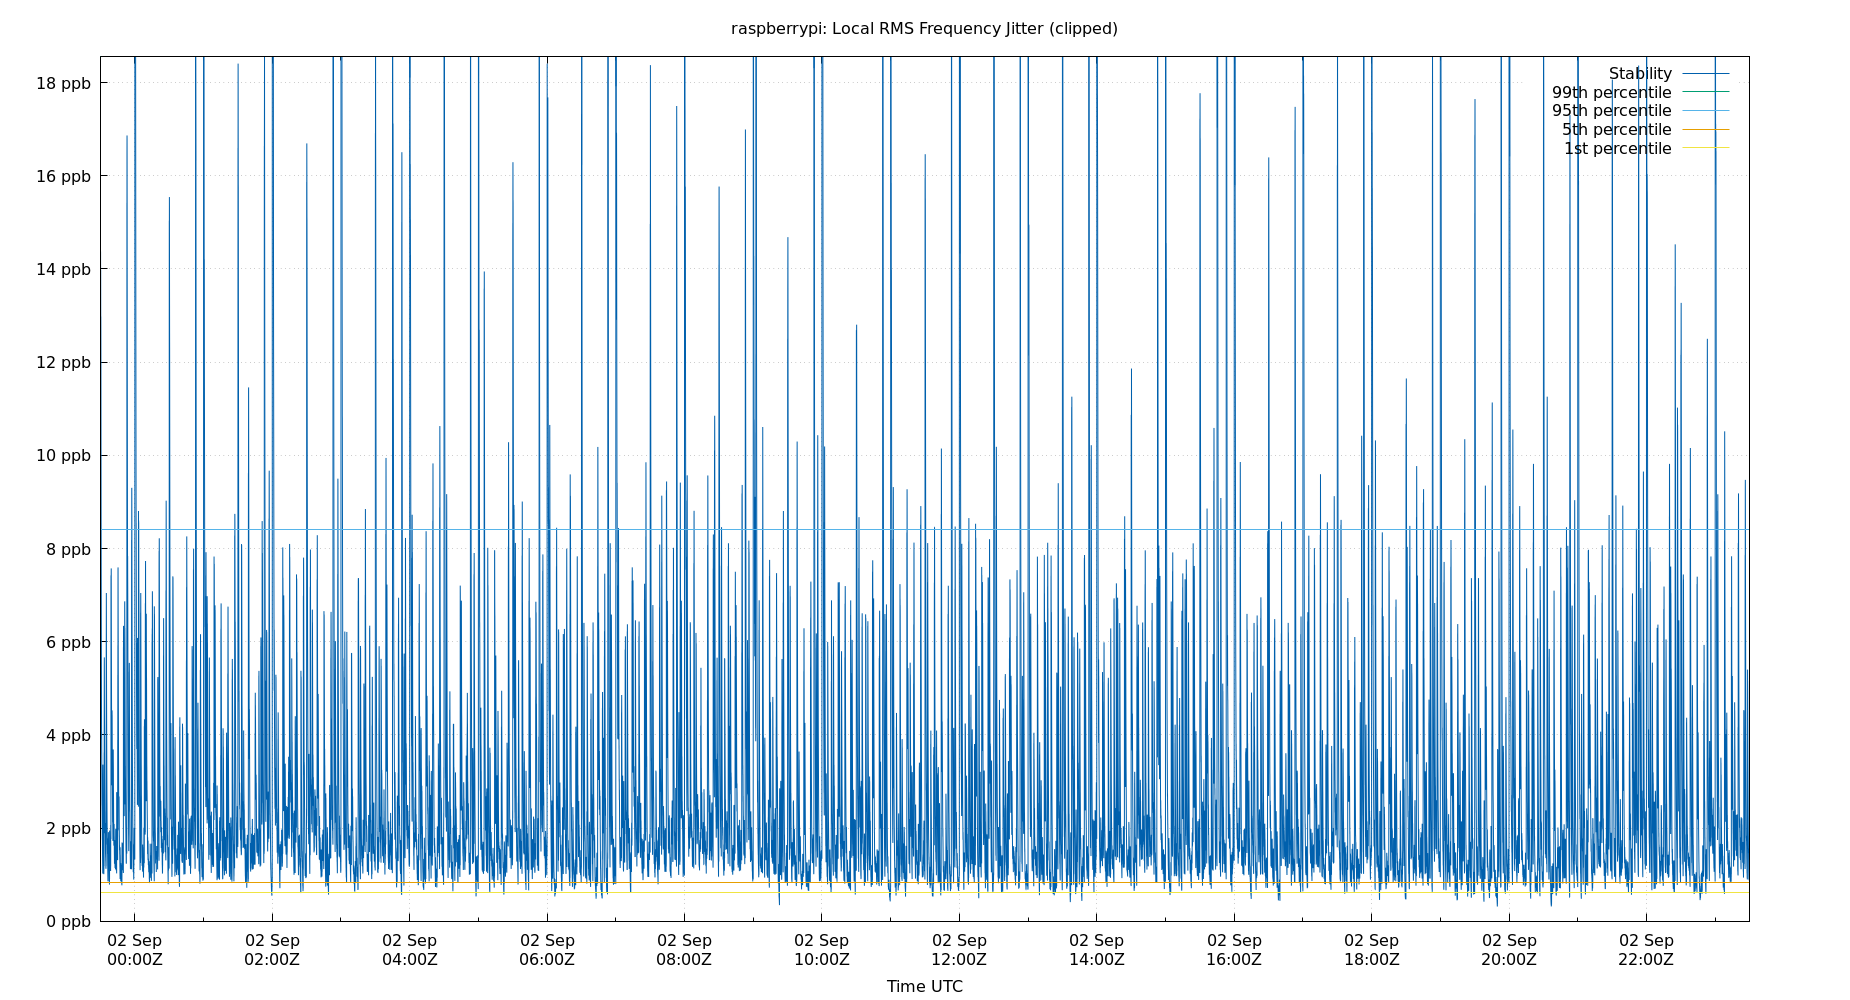 raspberrypi: Local RMS Frequency Jitter (clipped)
18 ppb
16 ppb
14 ppb
12 ppb
10 ppb
8 ppb
6 ppb
4 ppb
2 ppb
0 ppb
Stability
99th percentile
95th percentile
5th percentile
1st percentile
02 Sep 02 Sep 02 Sep 02 Sep 02 Sep 02 Sep 02 Sep 02 Sep 02 Sep 02 Sep 02 Sep 02 Sep
00:00Z 02:00Z 04:00Z 06:00Z 08:00Z 10:00Z 12:00Z 14:00Z 16:00Z 18:00Z 20:00Z 22:00Z
Time UTC